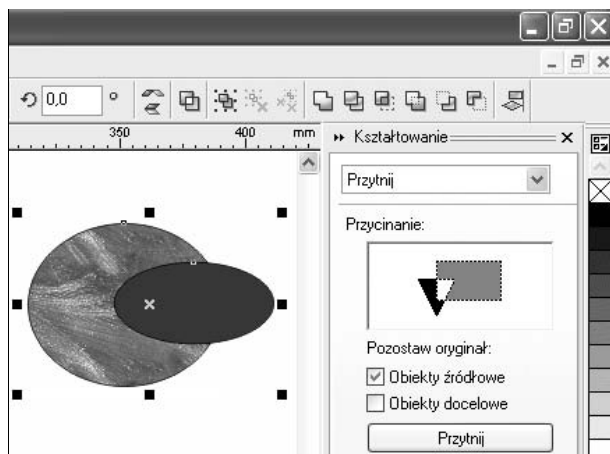 0,0 °
350 400 mm
Kształtowanie
Przytnij
Przycinanie:
Pozostaw oryginał:
Obiekty źródłowe
Obiekty docelowe
Przytnij